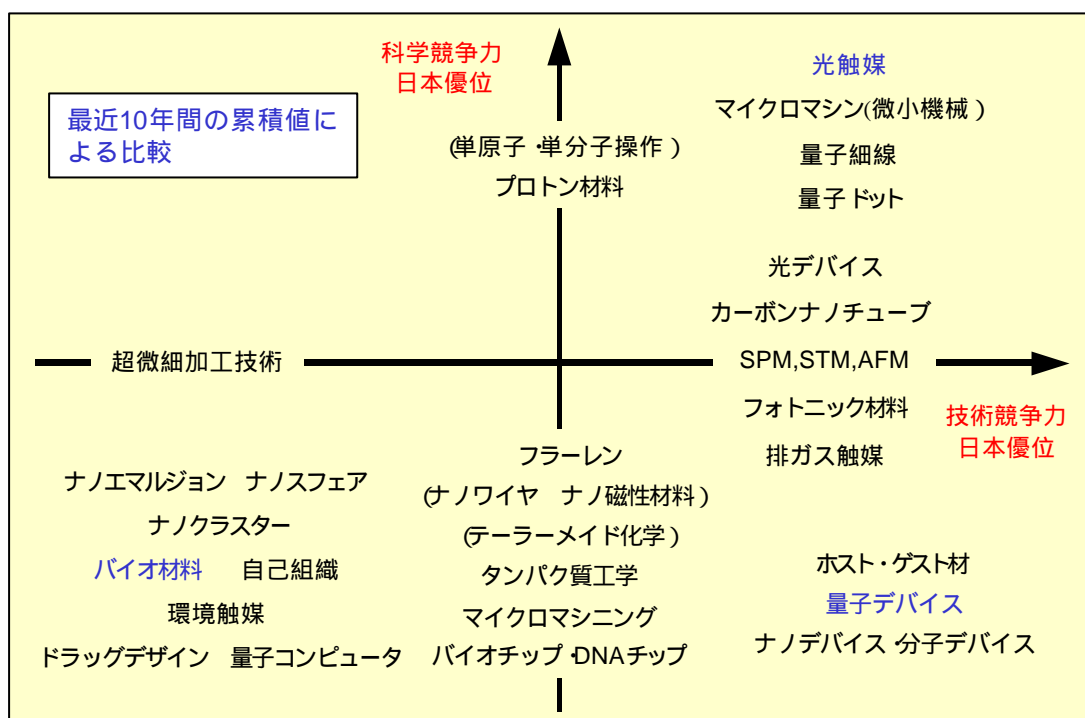 科学競争力
日本優位
最近10年間の累積値に
よる比較
光触媒
マイクロマシン(微小機械)
(単原子・単分子操作)
量子細線
プロトン材料
量子ドット
光デバイス
カーボンナノチューブ
超微細加工技術
SPM,STM,AFM
フォトニック材料
技術競争力
日本優位
排ガス触媒
フラーレン
ナノエマルジョン ナノスフェア
(ナノワイヤ ナノ磁性材料)
ナノクラスター
(テーラーメイド化学)
バイオ材料 自己組織
タンパク質工学
ホスト・ゲスト材
環境触媒
マイクロマシニング
量子デバイス
ドラッグデザイン 量子コンピュータ
バイオチップ・DNAチップ
ナノデバイス・分子デバイス